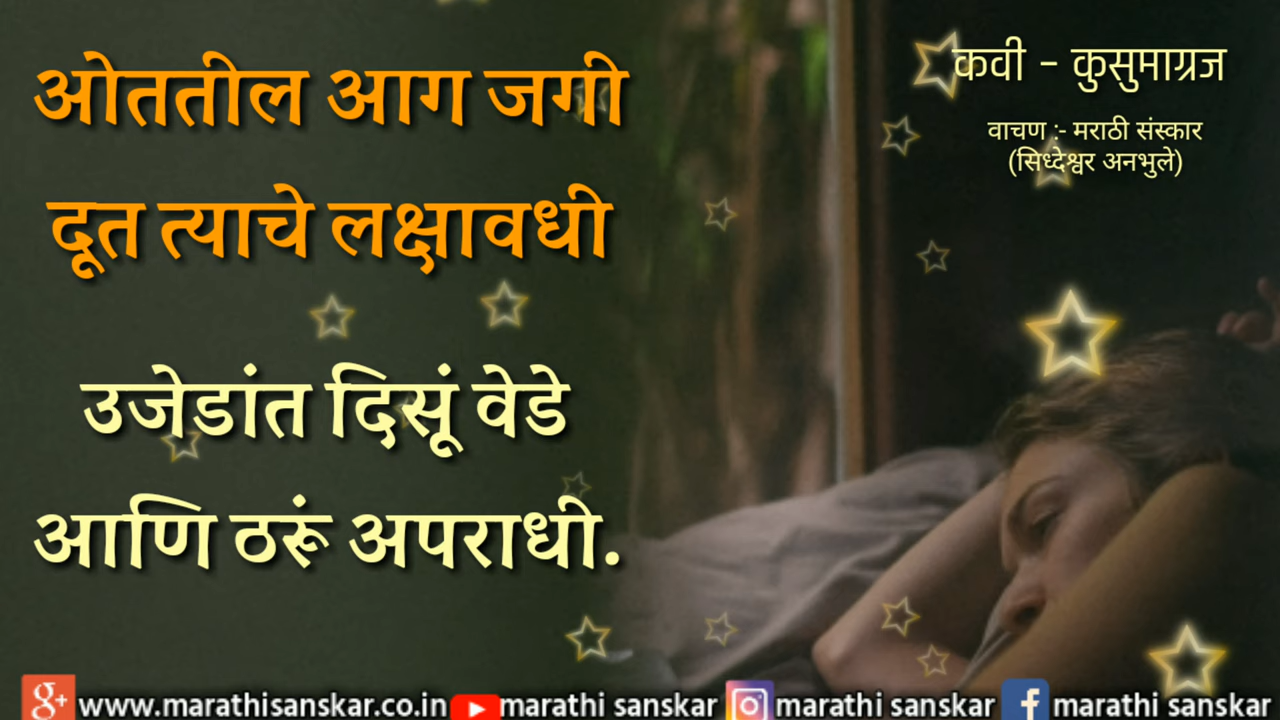 ओततील आग जगी
दूत त्याचे लक्षावधी
उजेडांत दिसूं वेडे
आणि ठरूं अपराधी.
कवी - कुसुमाग्रज
वाचण :- मराठी संस्कार
(सिध्देश्वर अनभुले)
g+ www.marathisanskar.co.in marathi sanskar marathi sanskar f marathi sanskar